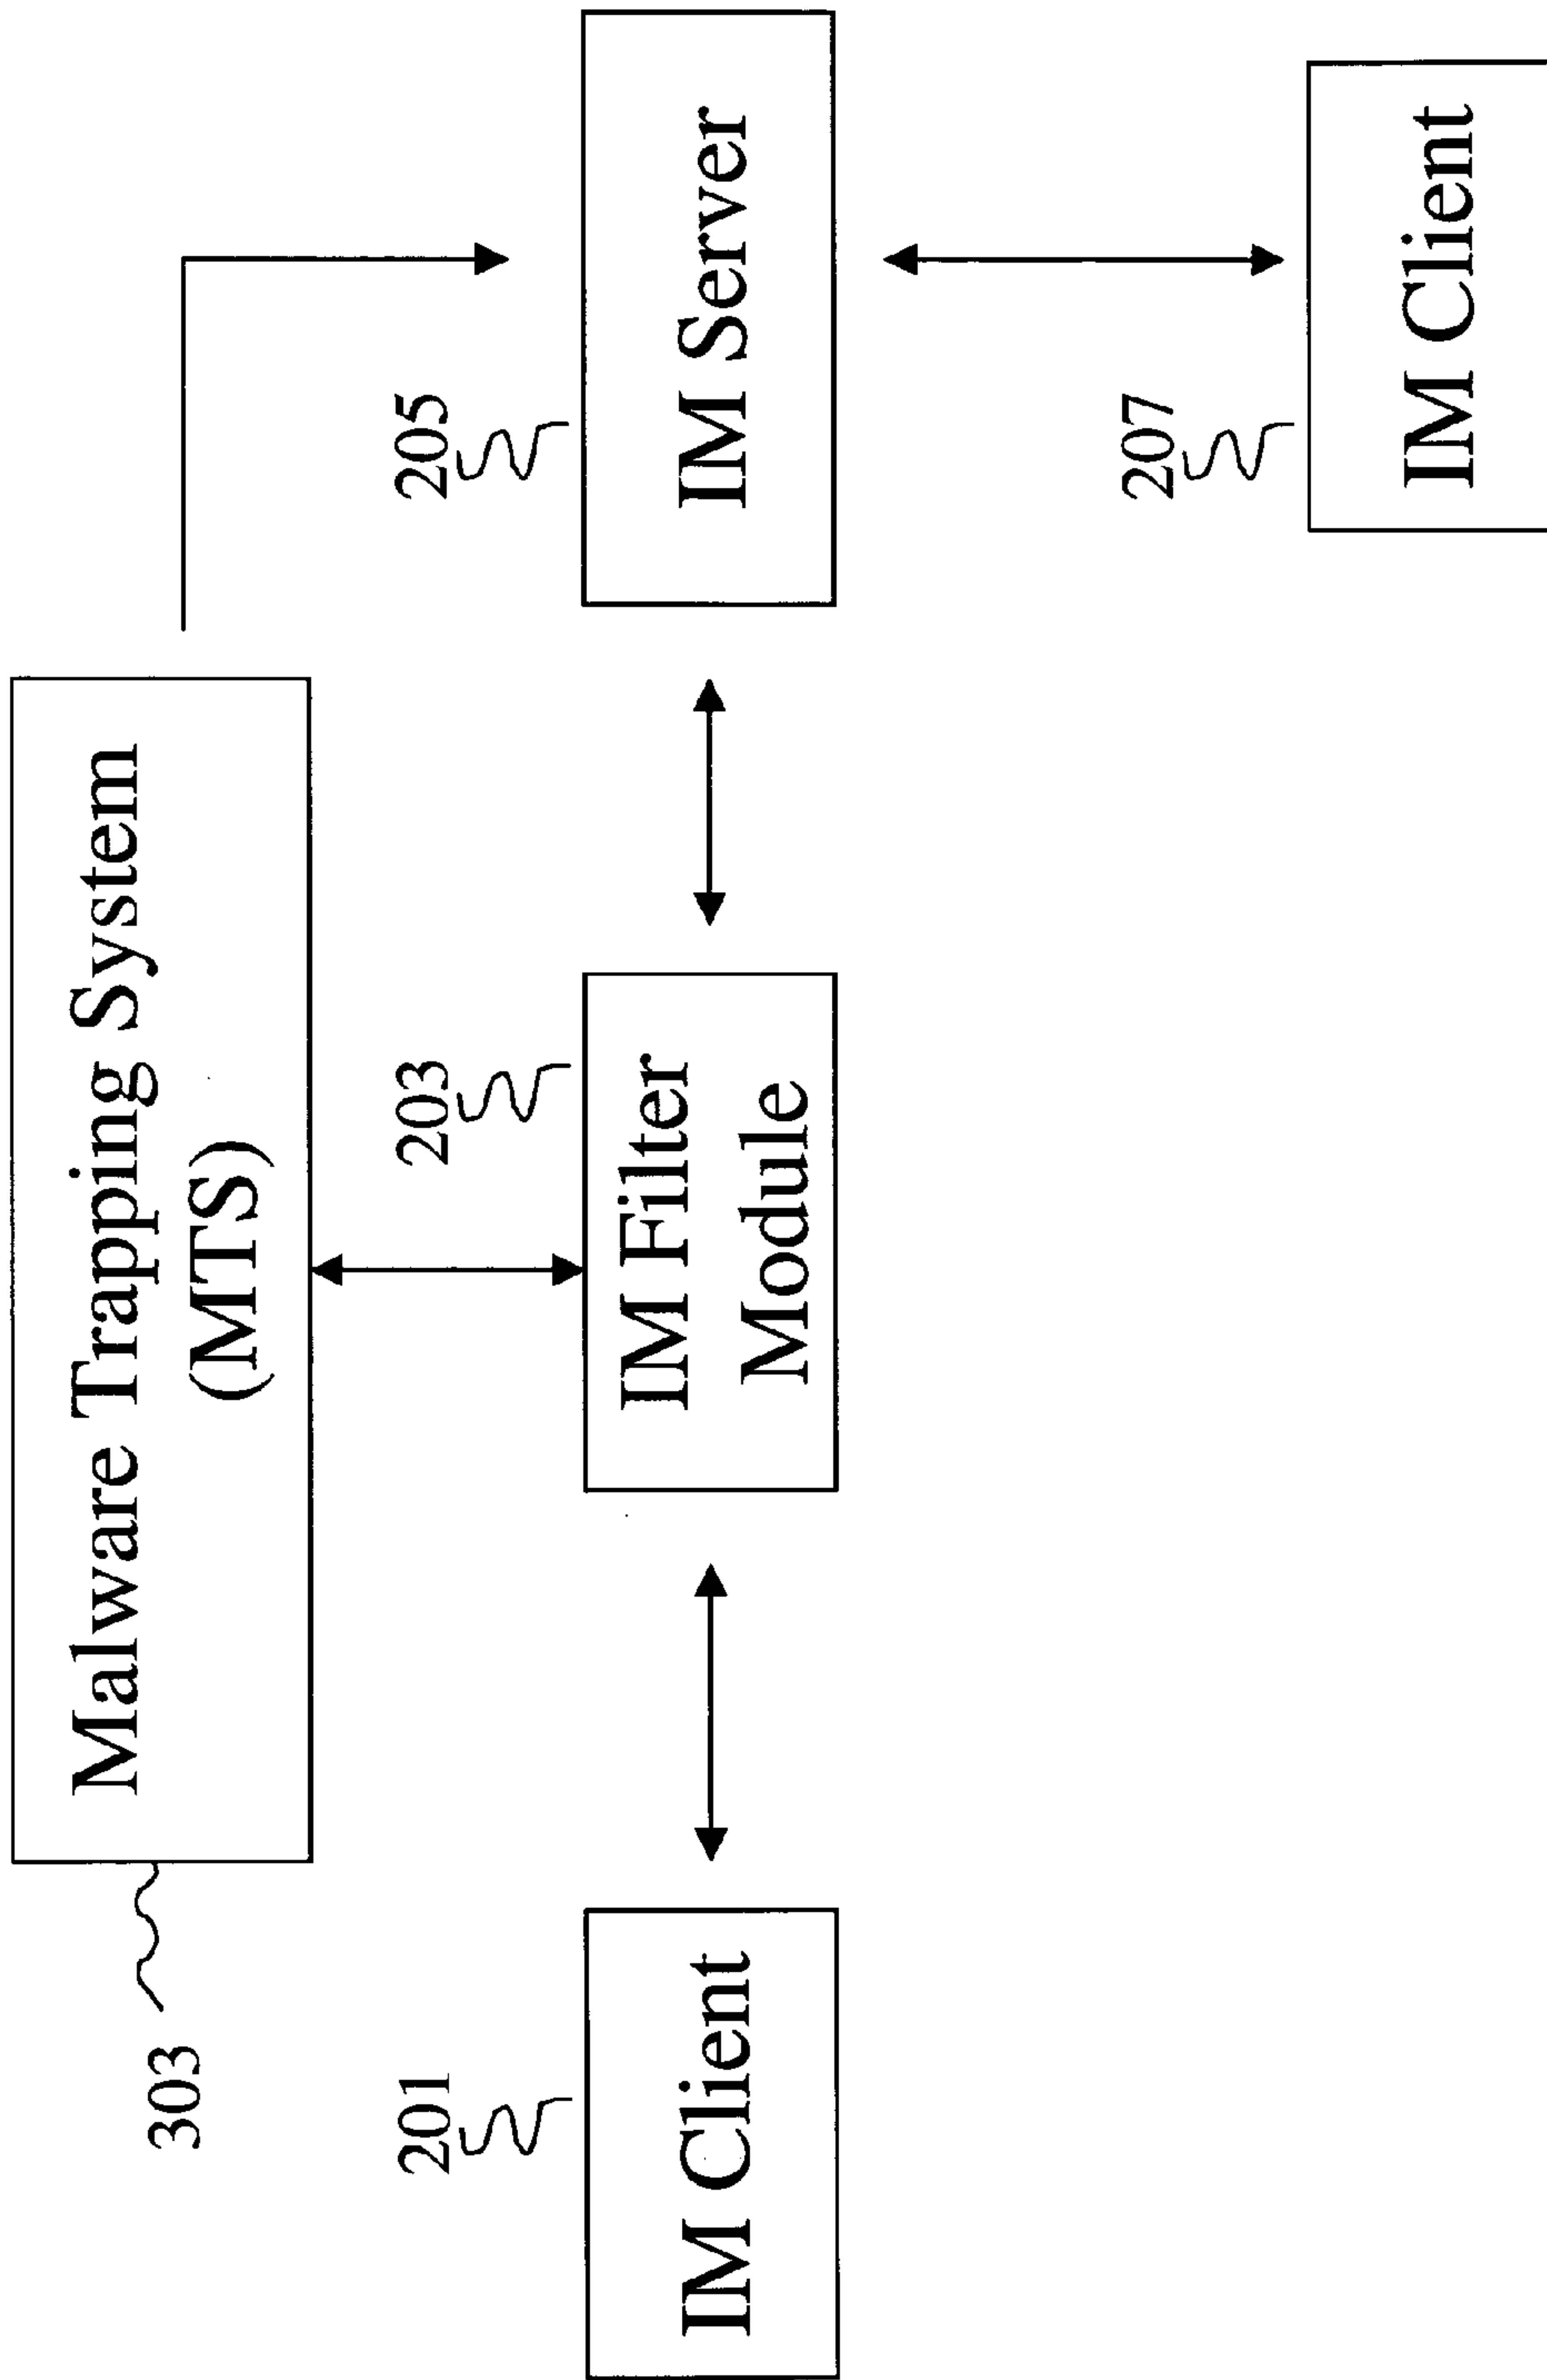 303
Malware Trapping System
(MTS)
201
203
205
IM Client
IM Filter
Module
IM Server
207
IM Client